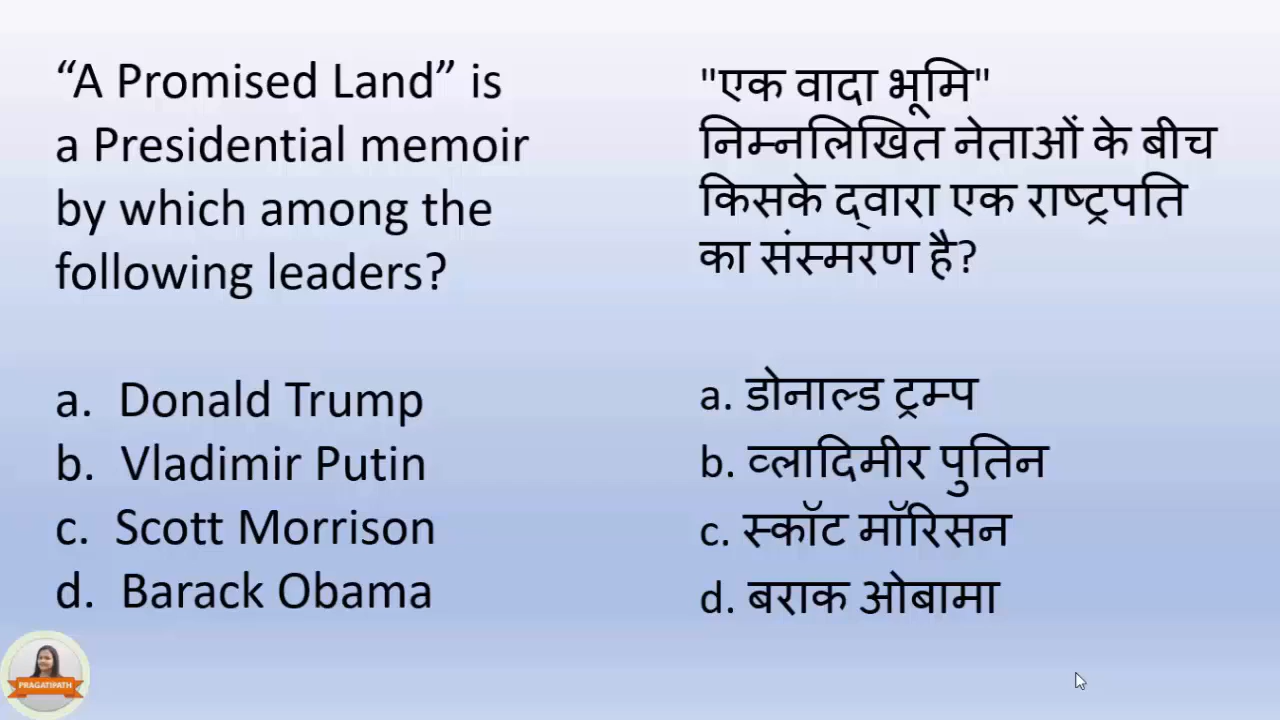 “A Promised Land” is
a Presidential memoir
by which among the
following leaders?
a. Donald Trump
b. Vladimir Putin
c. Scott Morrison
d. Barack Obama
"एक वादा भूमि"
निम्नलिखित नेताओं के बीच
किसके द्वारा एक राष्ट्रपति
का संस्मरण है?
a. डोनाल्ड ट्रम्प
b. व्लादिमीर पुतिन
c. स्कॉट मॉरिसन
d. बराक ओबामा
PRAGATIPATH